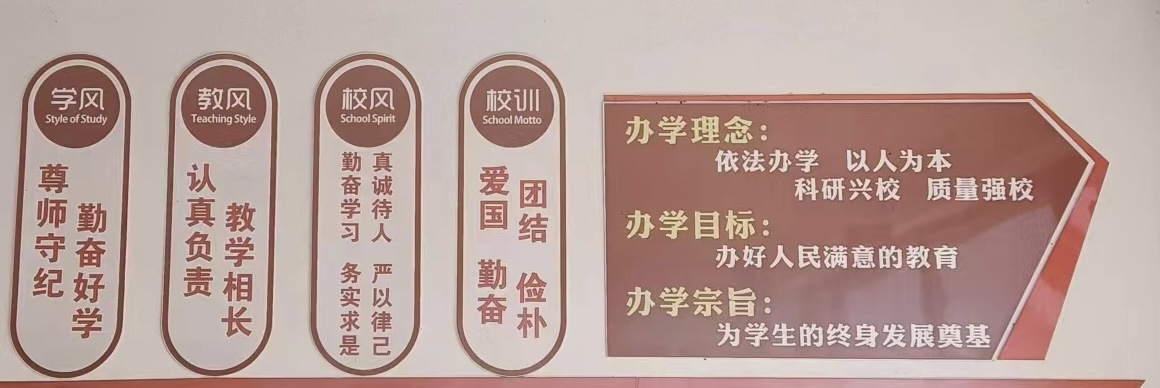 学风
Style of Study
尊师守纪
勤奋好学
教风
Teaching Style
认真负责
教学相长
校风
School Spirit
真诚待人 严以律己
勤奋学习 务实求是
校训
School Motto
爱国 勤奋
团结 俭朴
办学理念：
依法办学 以人为本
科研兴校 质量强校
办学目标：
办好人民满意的教育
办学宗旨：
为学生的终身发展奠基